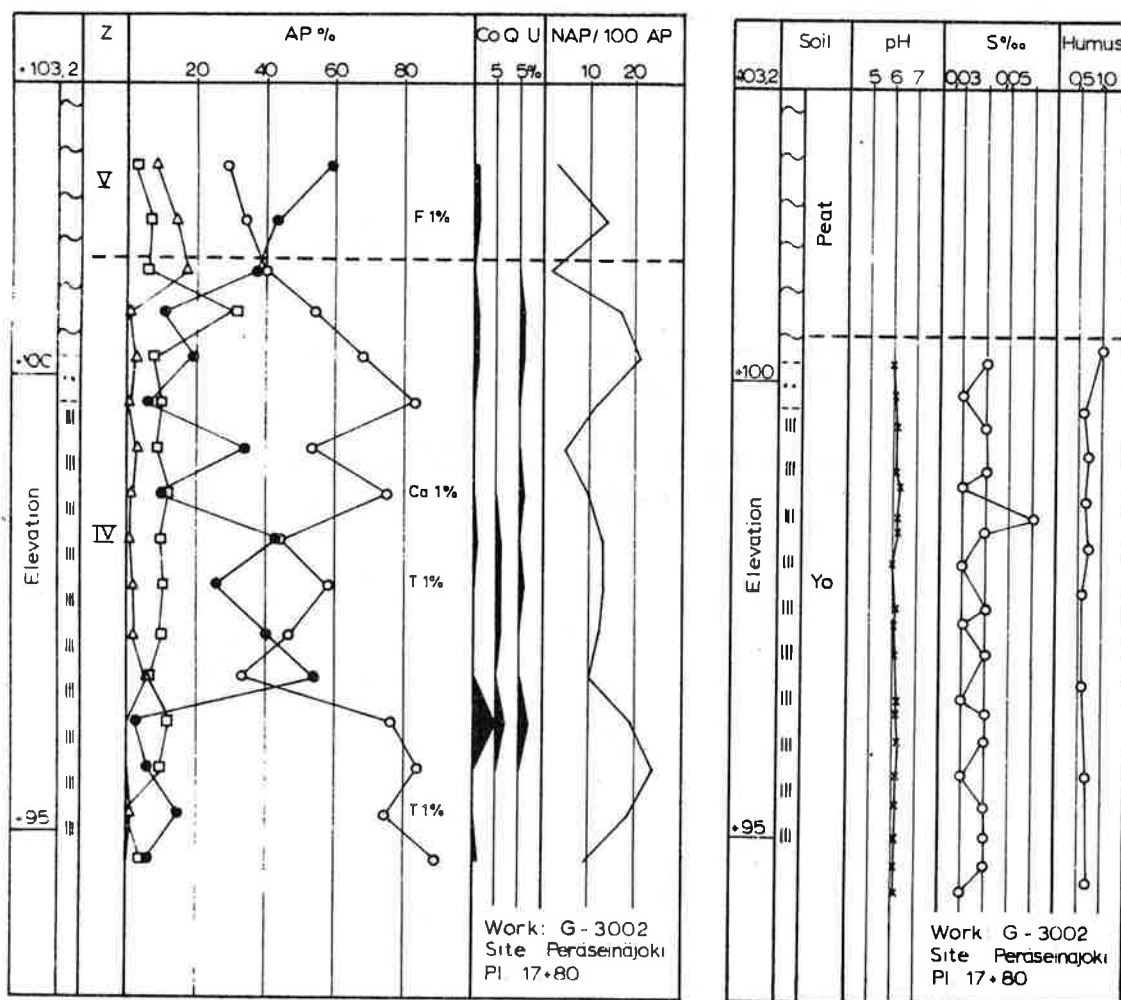 Z AP % Co Q U NAP/ 100 AP
+103,2 20 40 60 80 5 5% 10 20
V
F 1%
+00
Ca 1%
IV
Elevation
T 1%
T 1%
+95
Work: G - 3002
Site Peräseinäjoki
Pl. 17+80
Soil pH S‰ Humus
+103,2 5 6 7 0,03 0,05 0,5 1,0
Peat
+100
Elevation
Yo
+95
Work: G - 3002
Site Peräseinäjoki
Pl. 17+80